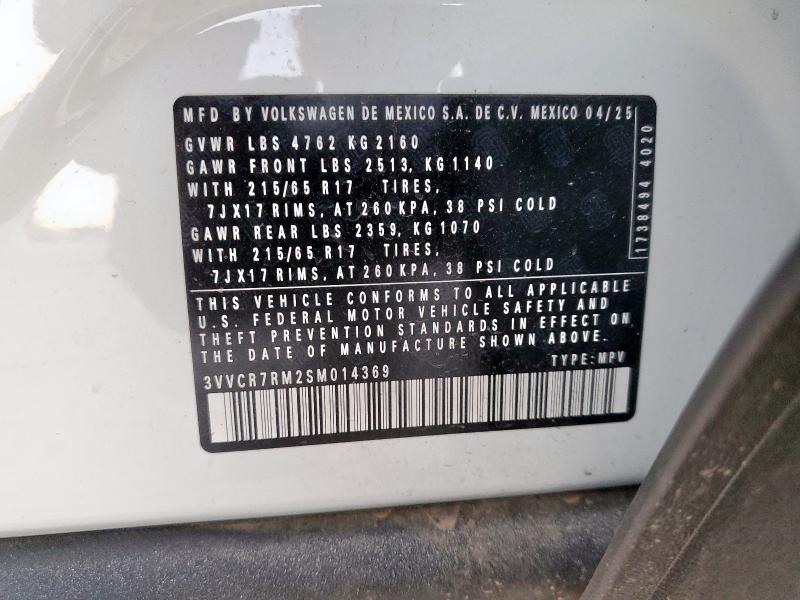 MFD BY VOLKSWAGEN DE MEXICO S.A. DE C.V. MEXICO 04/25
GVWR LBS 4762 KG 2160
GAWR FRONT LBS 2513, KG 1140
WITH 215/65 R17 TIRES,
7JX17 RIMS, AT 260 KPA, 38 PSI COLD
GAWR REAR LBS 2359, KG 1070
WITH 215/65 R17 TIRES,
7JX17 RIMS, AT 260 KPA, 38 PSI COLD
1738494 4020
THIS VEHICLE CONFORMS TO ALL APPLICABLE
U.S. FEDERAL MOTOR VEHICLE SAFETY AND
THEFT PREVENTION STANDARDS IN EFFECT ON
THE DATE OF MANUFACTURE SHOWN ABOVE.
3VVCR7RM2SM014369 TYPE: MPV